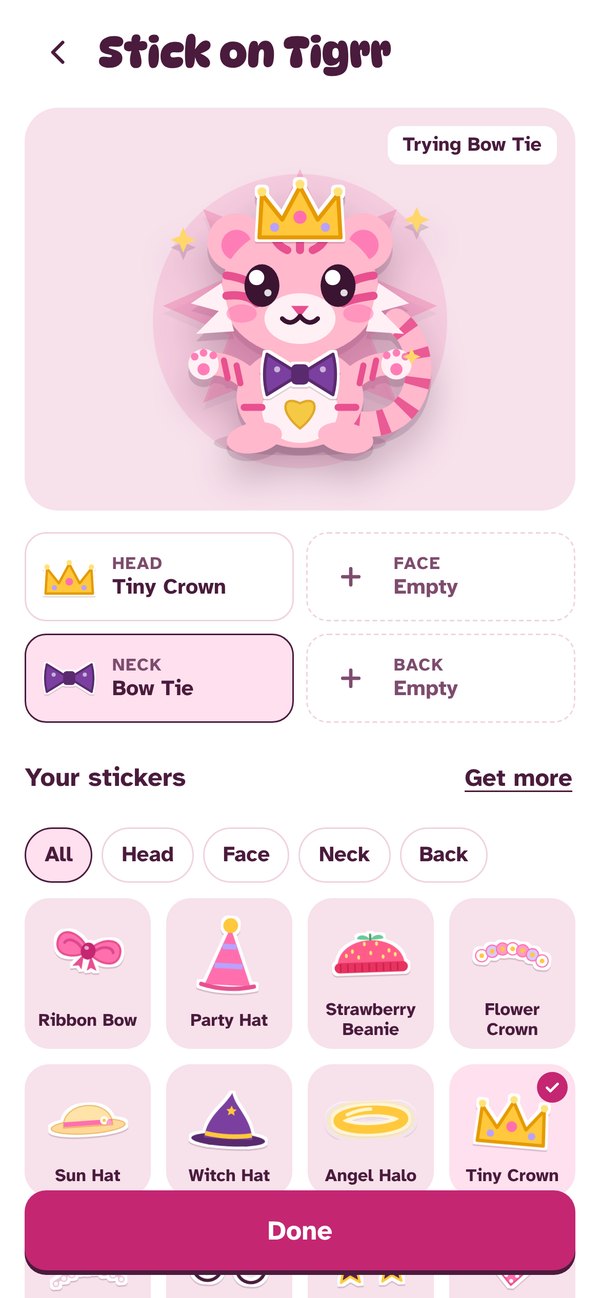 Stick on Tigrr
Trying Bow Tie
HEAD
Tiny Crown
FACE
Empty
NECK
Bow Tie
BACK
Empty
Your stickers
Get more
All
Head
Face
Neck
Back
Ribbon Bow
Party Hat
Strawberry
Beanie
Flower
Crown
Sun Hat
Witch Hat
Angel Halo
Tiny Crown
Done